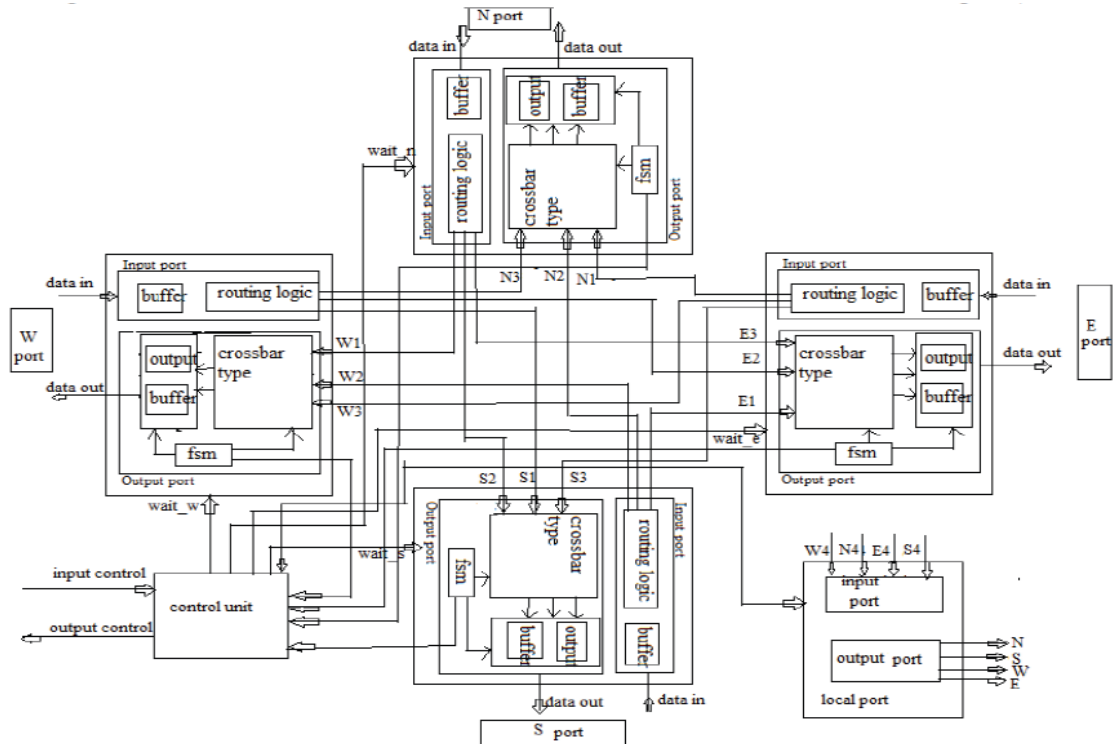 N port
data in
data out
buffer
output
buffer
wait_n
routing logic
fsm
crossbar
type
Input port
Output port
N3
N2
N1
Input port
data in
buffer
routing logic
W
port
output
crossbar
type
buffer
data out
fsm
Output port
W1
W2
W3
wait_w
Input port
routing logic
buffer
data in
E
port
E3
E2
E1
crossbar
type
output
buffer
data out
fsm
Output port
wait_e
S2
S1
S3
Output port
crossbar
type
fsm
buffer
output
Input port
routing logic
buffer
wait_s
data out
data in
S port
input control
control unit
output control
W4
N4
E4
S4
input
port
output port
N
S
W
E
local port